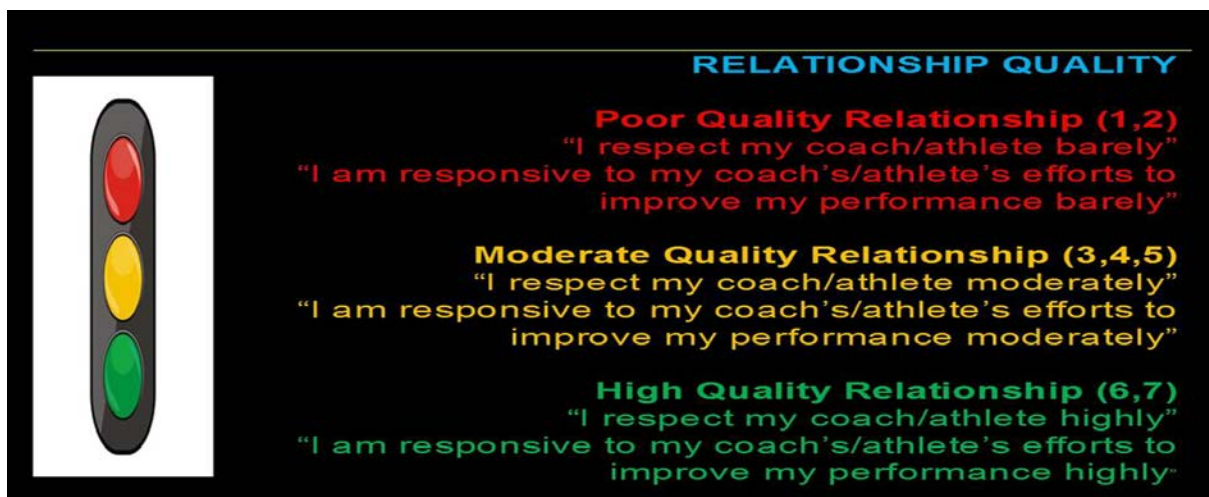 RELATIONSHIP QUALITY
Poor Quality Relationship (1,2)
“I respect my coach/athlete barely”
“I am responsive to my coach’s/athlete’s efforts to
improve my performance barely”
Moderate Quality Relationship (3,4,5)
“I respect my coach/athlete moderately”
“I am responsive to my coach’s/athlete’s efforts to
improve my performance moderately”
High Quality Relationship (6,7)
“I respect my coach/athlete highly”
“I am responsive to my coach’s/athlete’s efforts to
improve my performance highly”